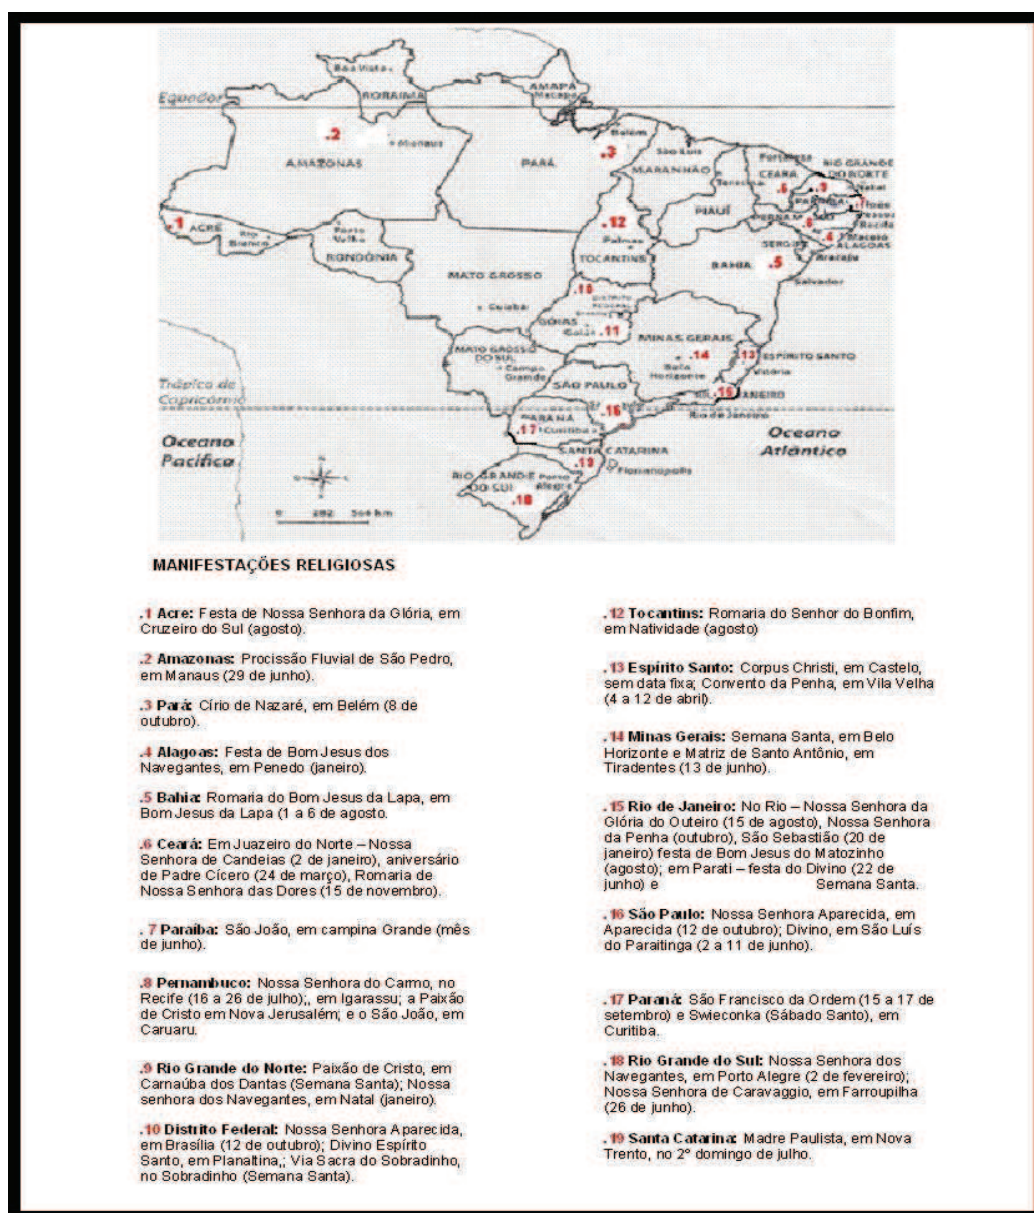 Boa Vista
RORAIMA
AMAPÁ
Macapá
Equador
.2
Manaus
AMAZONAS
PARÁ
Belém
.3
São Luís
MARANHÃO
Fortaleza
CEARÁ
RIO GRANDE
DO NORTE
Natal
.9
PIAUÍ
Recife
Maceió
ALAGOAS
.4
SERGIPE
Aracaju
.1
ACRE
Rio
Branco
Porto
Velho
RONDÔNIA
.12
Palmas
TOCANTINS
BAHIA
.5
Salvador
MATO GROSSO
Cuiabá
.10
DISTRITO
FEDERAL
GOIÁS
.11
MINAS GERAIS
.14
Belo
Horizonte
13
ESPÍRITO SANTO
Vitória
MATO GROSSO
DO SUL
Campo
Grande
SÃO PAULO
.16
.15
Rio de Janeiro
Trópico de
Capricórnio
PARANÁ
.17
Curitiba
SANTA CATARINA
Florianópolis
Oceano
Pacífico
Oceano
Atlântico
RIO GRANDE
DO SUL
Porto
Alegre
.18
0 282 564 km
MANIFESTAÇÕES RELIGIOSAS
.1 Acre: Festa de Nossa Senhora da Glória, em
Cruzeiro do Sul (agosto).
.2 Amazonas: Procissão Fluvial de São Pedro,
em Manaus (29 de junho).
.3 Pará: Círio de Nazaré, em Belém (8 de
outubro).
.4 Alagoas: Festa de Bom Jesus dos
Navegantes, em Penedo (janeiro).
.5 Bahia: Romaria do Bom Jesus da Lapa, em
Bom Jesus da Lapa (1 a 6 de agosto.
.6 Ceará: Em Juazeiro do Norte – Nossa
Senhora de Candeias (2 de janeiro), aniversário
de Padre Cícero (24 de março), Romaria de
Nossa Senhora das Dores (15 de novembro).
. 7 Paraíba: São João, em campina Grande (mês
de junho).
.8 Pernambuco: Nossa Senhora do Carmo, no
Recife (16 a 26 de julho);, em Igarassu; a Paixão
de Cristo em Nova Jerusalém; e o São João, em
Caruaru.
.9 Rio Grande do Norte: Paixão de Cristo, em
Carnaúba dos Dantas (Semana Santa); Nossa
senhora dos Navegantes, em Natal (janeiro).
.10 Distrito Federal: Nossa Senhora Aparecida,
em Brasília (12 de outubro); Divino Espírito
Santo, em Planaltina,; Via Sacra do Sobradinho,
no Sobradinho (Semana Santa).
.12 Tocantins: Romaria do Senhor do Bonfim,
em Natividade (agosto)
.13 Espírito Santo: Corpus Christi, em Castelo,
sem data fixa; Convento da Penha, em Vila Velha
(4 a 12 de abril).
.14 Minas Gerais: Semana Santa, em Belo
Horizonte e Matriz de Santo Antônio, em
Tiradentes (13 de junho).
.15 Rio de Janeiro: No Rio – Nossa Senhora da
Glória do Outeiro (15 de agosto), Nossa Senhora
da Penha (outubro), São Sebastião (20 de
janeiro) festa de Bom Jesus do Matozinho
(agosto); em Parati – festa do Divino (22 de
junho) e Semana Santa.
.16 São Paulo: Nossa Senhora Aparecida, em
Aparecida (12 de outubro); Divino, em São Luís
do Paraitinga (2 a 11 de junho).
.17 Paraná: São Francisco da Ordem (15 a 17 de
setembro) e Swieconka (Sábado Santo), em
Curitiba.
.18 Rio Grande do Sul: Nossa Senhora dos
Navegantes, em Porto Alegre (2 de fevereiro);
Nossa Senhora de Caravaggio, em Farroupilha
(26 de junho).
.19 Santa Catarina: Madre Paulista, em Nova
Trento, no 2º domingo de julho.